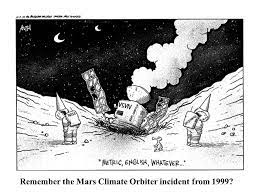 "METRIC, ENGLISH, WHATEVER..."
Remember the Mars Climate Orbiter incident from 1999?